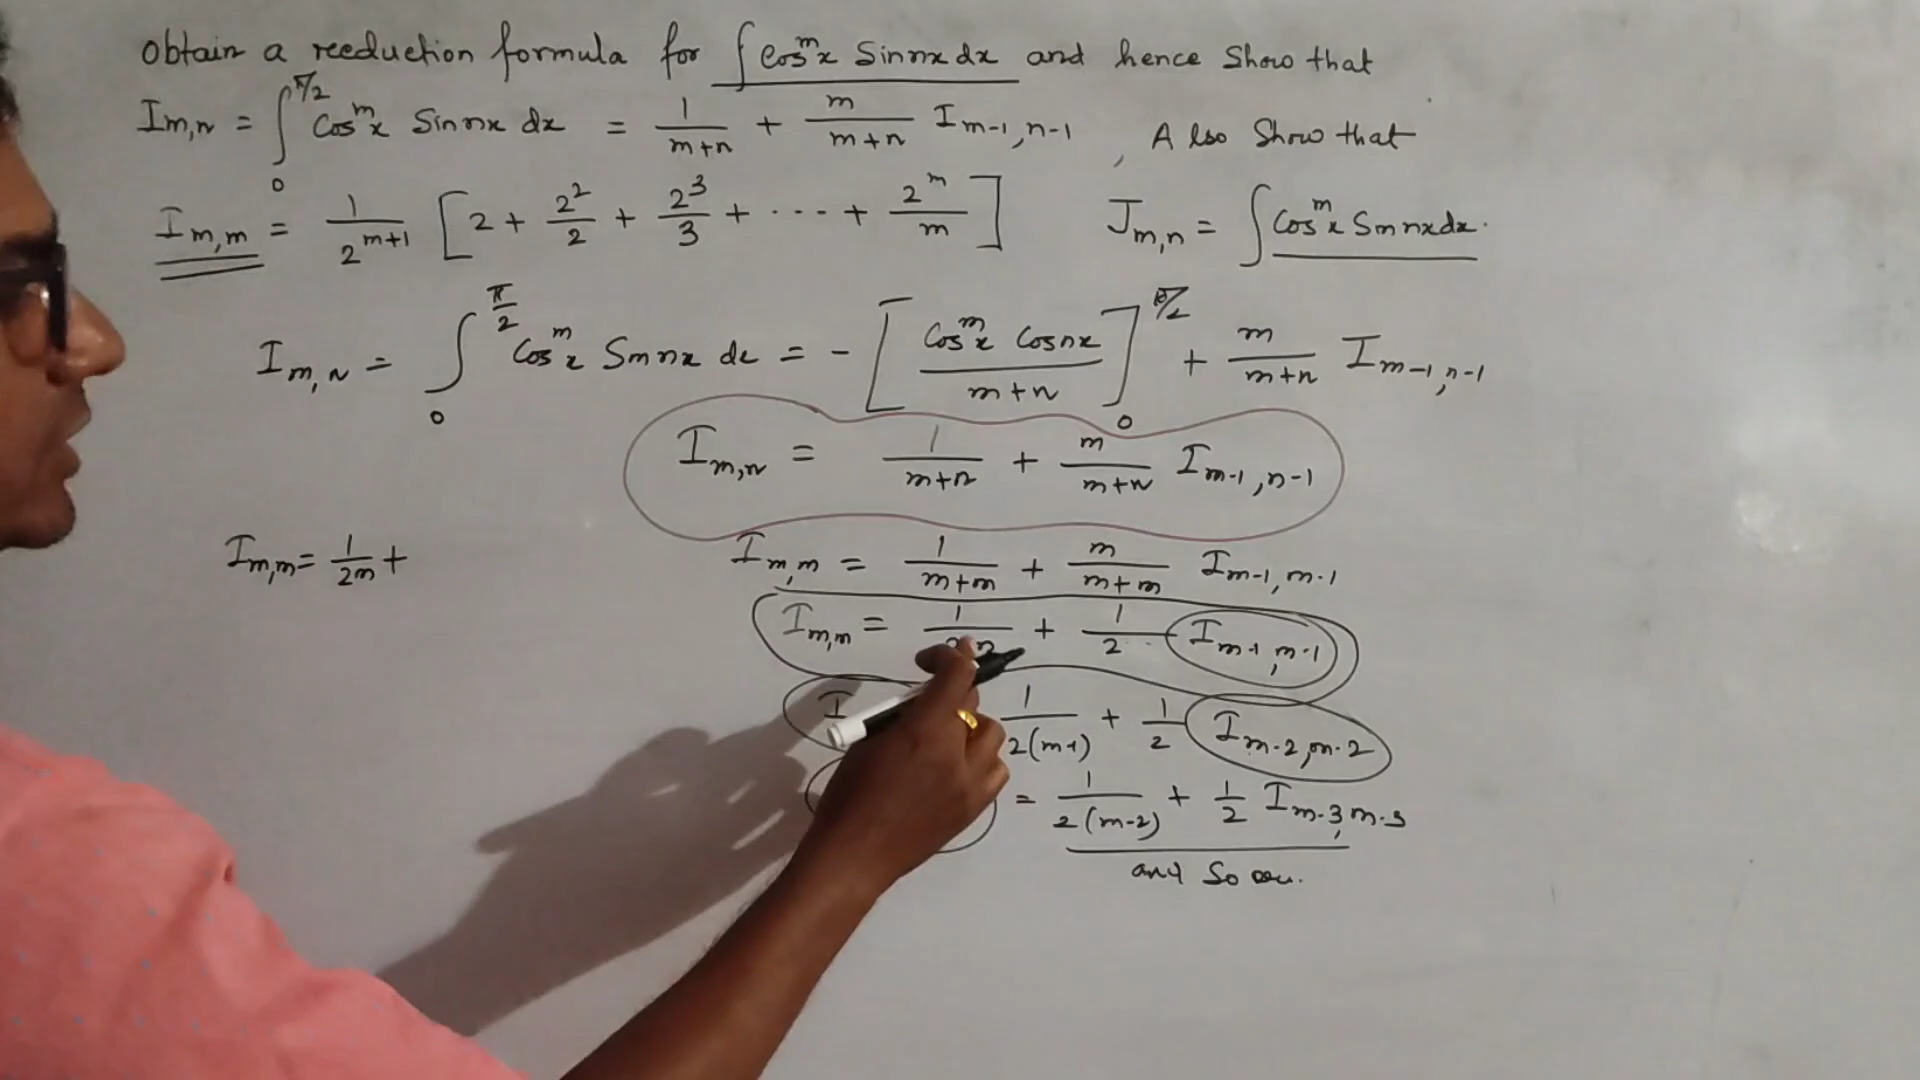 Obtain a reeduction formula for ∫ Cos^m x Sin nx dx and hence Show that
I_{m,n} = ∫_0^{π/2} Cos^m x Sin nx dx = 1/(m+n) + m/(m+n) I_{m-1,n-1} , Also Show that
I_{m,m} = 1/2^{m+1} [2 + 2^2/2 + 2^3/3 + ... + 2^m/m] J_{m,n} = ∫ Cos^m x Sin nx dx.
I_{m,n} = ∫_0^{π/2} Cos^m x Sin nx dx = - [Cos^m x Cos nx/(m+n)]_0^{π/2} + m/(m+n) I_{m-1,n-1}
I_{m,n} = 1/(m+n) + m/(m+n) I_{m-1,n-1}
I_{m,m} = 1/2m + 
I_{m,m} = 1/(m+m) + m/(m+m) I_{m-1,m-1}
I_{m,m} = 1/ + 1/2 I_{m-1,m-1}
I 1/2(m-1) + 1/2 I_{m-2,m-2}
= 1/2(m-2) + 1/2 I_{m-3,m-3}
and So on.